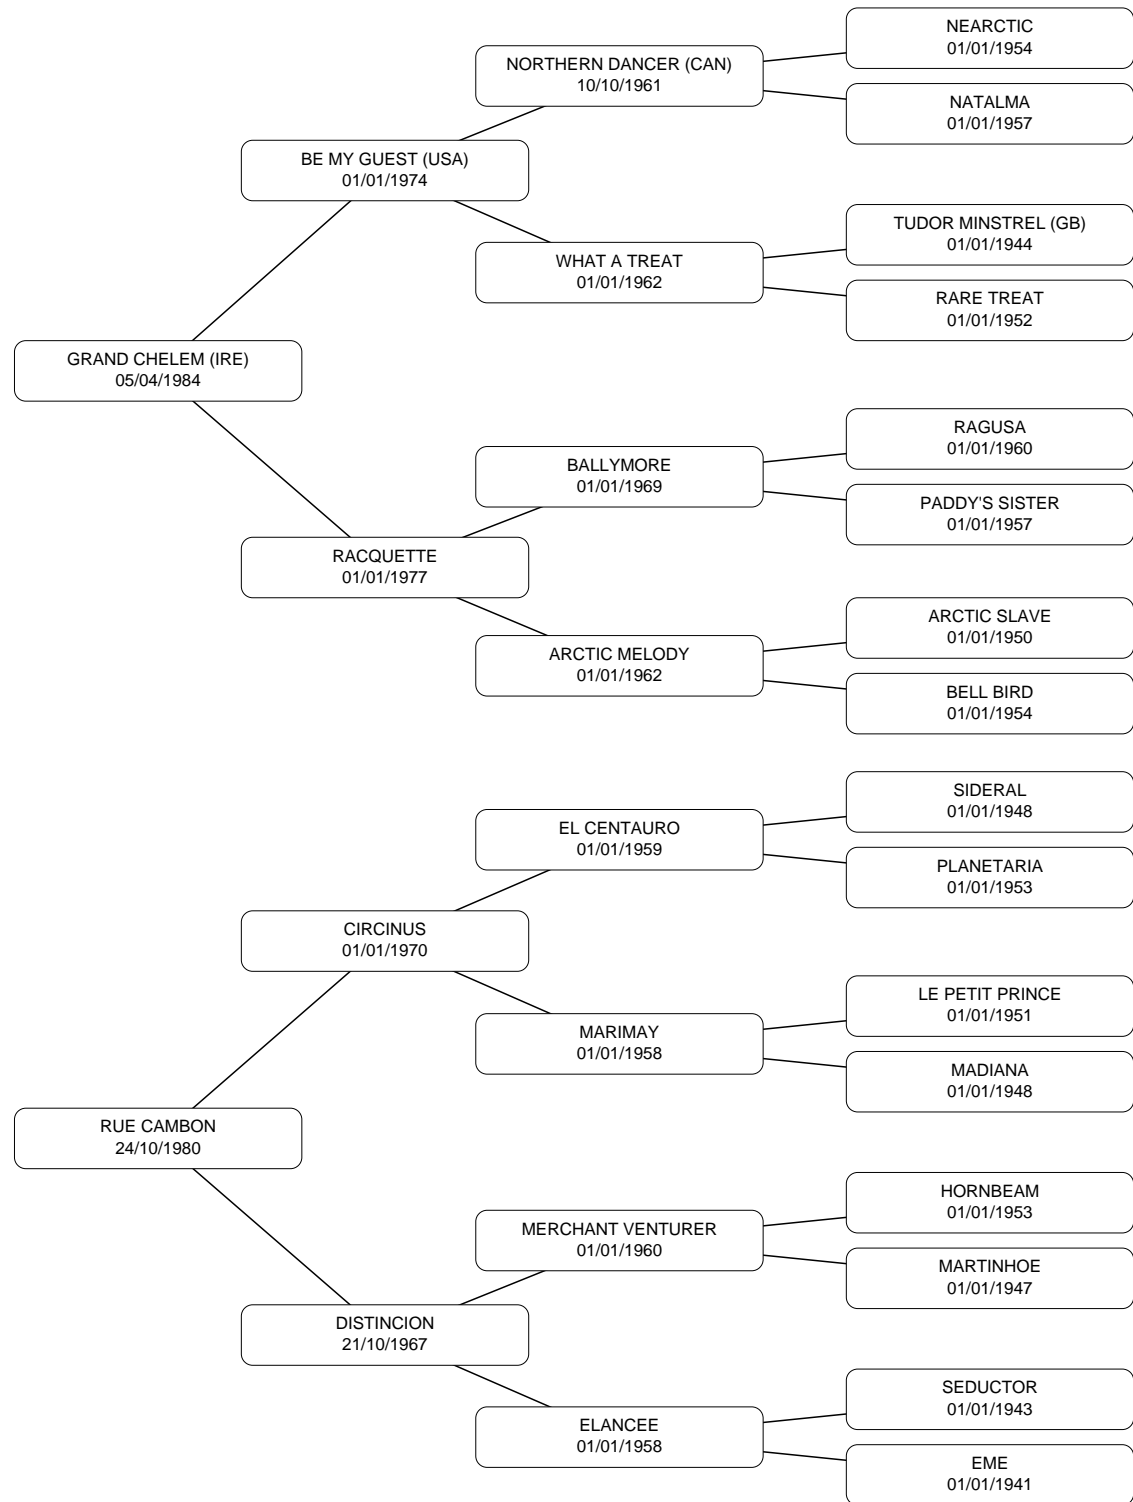 NEARCTIC
01/01/1954
NORTHERN DANCER (CAN)
10/10/1961
NATALMA
01/01/1957
BE MY GUEST (USA)
01/01/1974
TUDOR MINSTREL (GB)
01/01/1944
WHAT A TREAT
01/01/1962
RARE TREAT
01/01/1952
GRAND CHELEM (IRE)
05/04/1984
RAGUSA
01/01/1960
BALLYMORE
01/01/1969
PADDY'S SISTER
01/01/1957
RACQUETTE
01/01/1977
ARCTIC SLAVE
01/01/1950
ARCTIC MELODY
01/01/1962
BELL BIRD
01/01/1954
SIDERAL
01/01/1948
EL CENTAURO
01/01/1959
PLANETARIA
01/01/1953
CIRCINUS
01/01/1970
LE PETIT PRINCE
01/01/1951
MARIMAY
01/01/1958
MADIANA
01/01/1948
RUE CAMBON
24/10/1980
HORNBEAM
01/01/1953
MERCHANT VENTURER
01/01/1960
MARTINHOE
01/01/1947
DISTINCION
21/10/1967
SEDUCTOR
01/01/1943
ELANCEE
01/01/1958
EME
01/01/1941